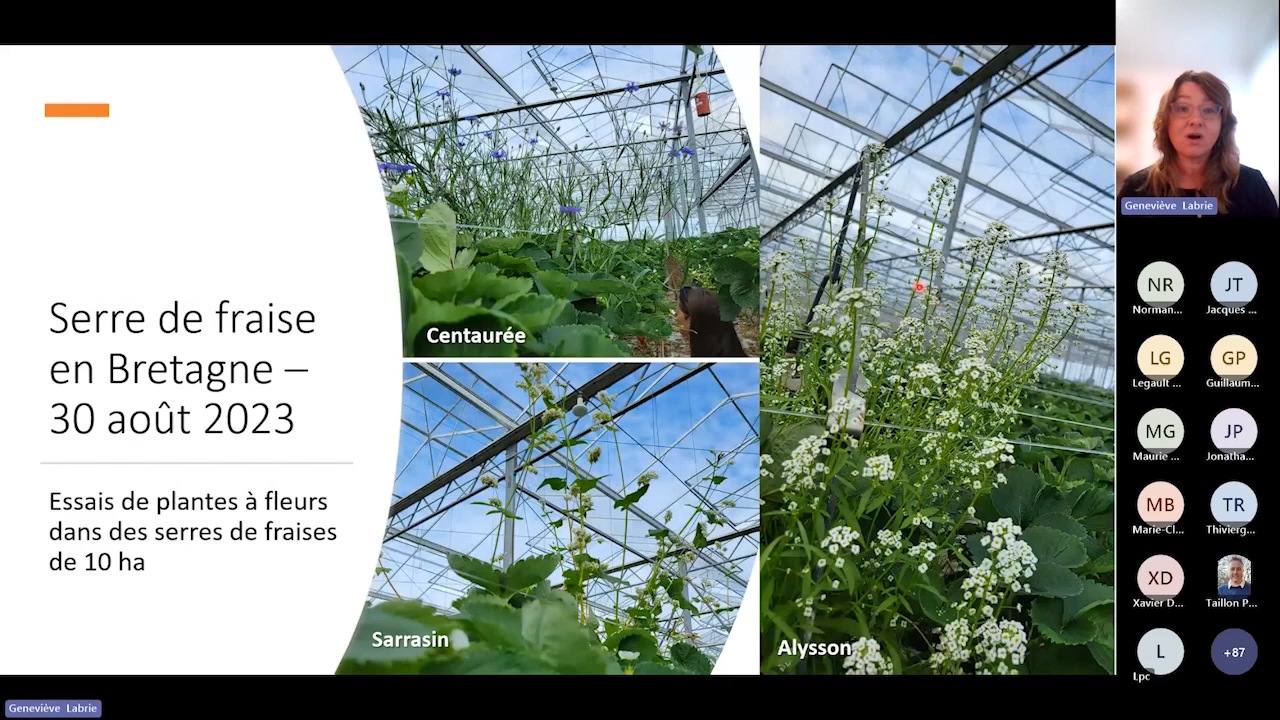 Serre de fraise
en Bretagne –
30 août 2023
Essais de plantes à fleurs
dans des serres de fraises
de 10 ha
Centaurée
Sarrasin
Alysson
Geneviève Labrie
NR
Norman...
JT
Jacques ...
LG
Legault ...
GP
Guillaum...
MG
Maurie ...
JP
Jonatha...
MB
Marie-Cl...
TR
Thivierg...
XD
Xavier D...
Taillon P...
L
Lpc
+87
Geneviève Labrie